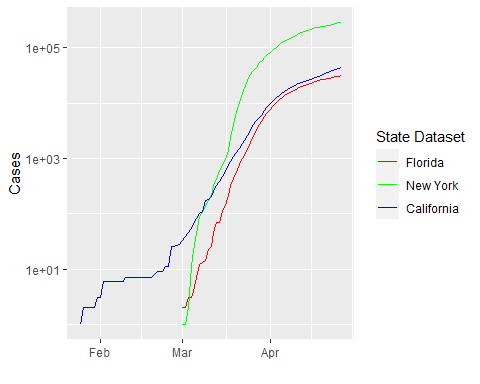 1e+05
1e+03
1e+01
Cases
Feb
Mar
Apr
State Dataset
Florida
New York
California